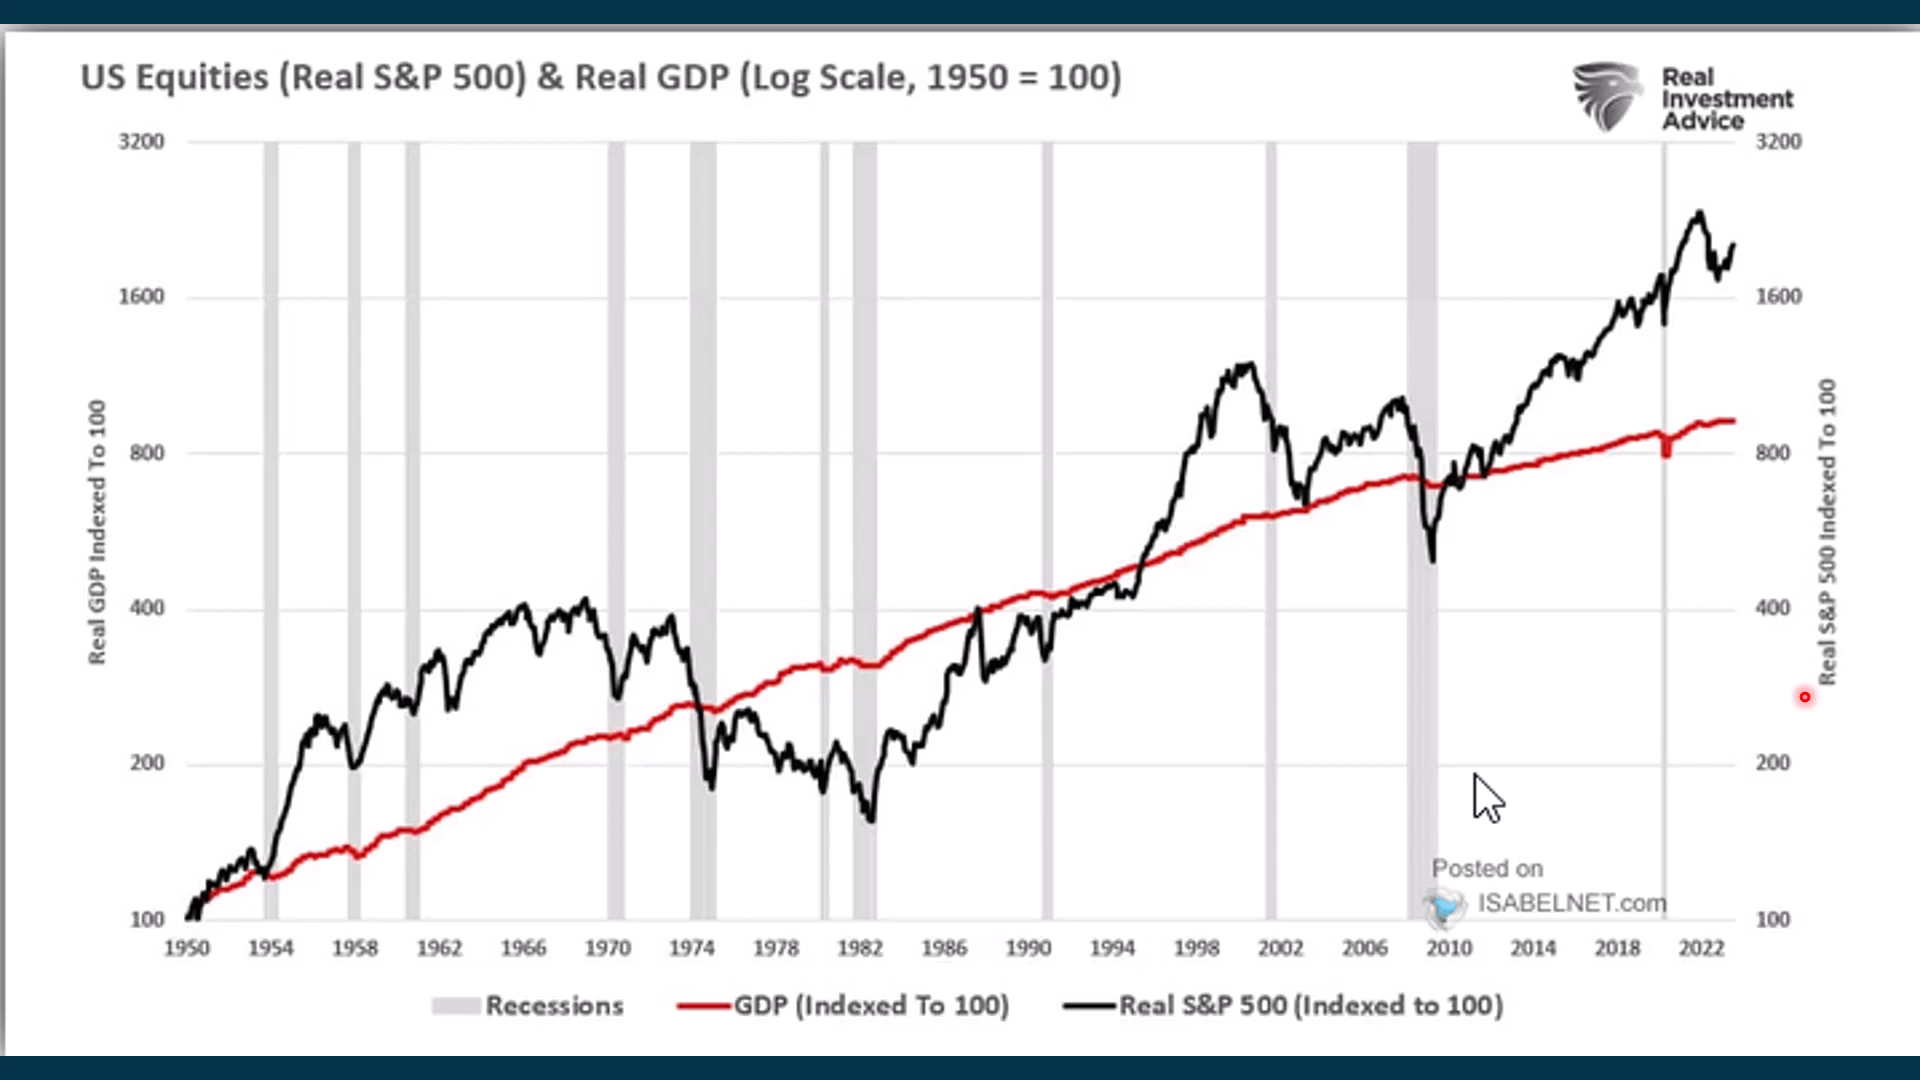 US Equities (Real S&P 500) & Real GDP (Log Scale, 1950 = 100)
Real
Investment
Advice
3200
1600
800
400
200
100
Real GDP Indexed To 100
3200
1600
800
400
200
100
Real S&P 500 Indexed To 100
Posted on
ISABELNET.com
1950 1954 1958 1962 1966 1970 1974 1978 1982 1986 1990 1994 1998 2002 2006 2010 2014 2018 2022
Recessions GDP (Indexed To 100) Real S&P 500 (Indexed to 100)